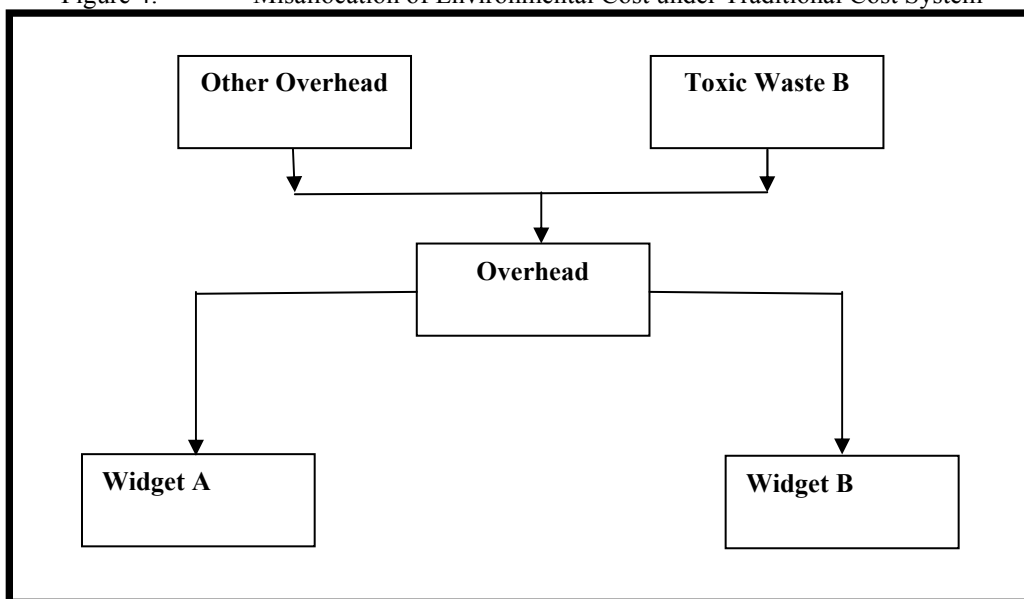 Figure 4. Misallocation of Environmental Cost under Traditional Cost System
Other Overhead
Toxic Waste B
Overhead
Widget A
Widget B